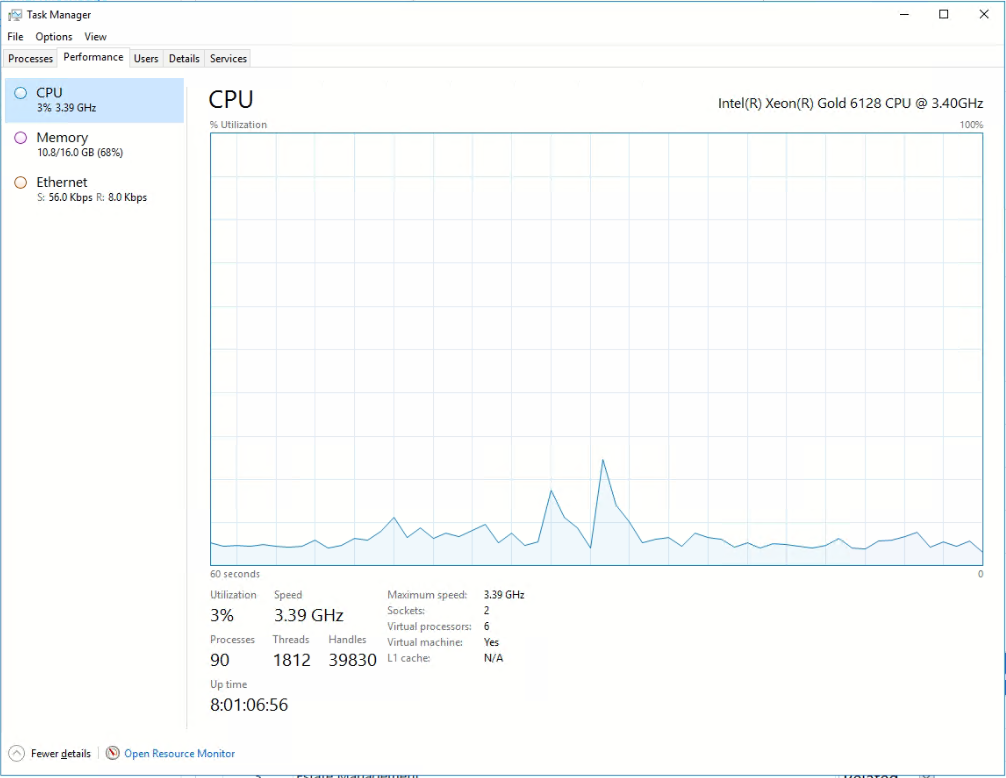 Task Manager
File Options View
Processes Performance Users Details Services
CPU
3% 3.39 GHz
Memory
10.8/16.0 GB (68%)
Ethernet
S: 56.0 Kbps R: 8.0 Kbps
CPU
Intel(R) Xeon(R) Gold 6128 CPU @ 3.40GHz
% Utilization 100%
60 seconds 0
Utilization Speed
3% 3.39 GHz
Processes Threads Handles
90 1812 39830
Up time
8:01:06:56
Maximum speed: 3.39 GHz
Sockets: 2
Virtual processors: 6
Virtual machine: Yes
L1 cache: N/A
Fewer details Open Resource Monitor
Estate Management Related